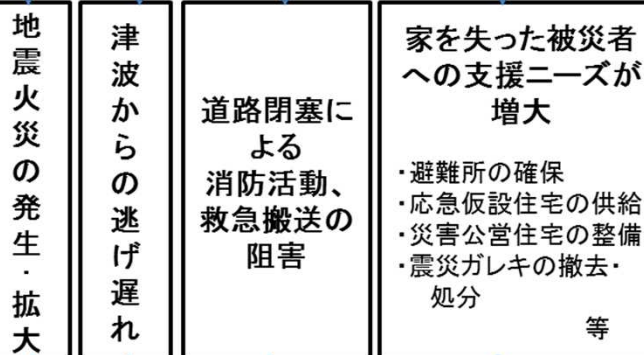 地震火災の発生・拡大
津波からの逃げ遅れ
道路閉塞に
よる
消防活動、
救急搬送の
阻害
家を失った被災者
への支援ニーズが
増大
・避難所の確保
・応急仮設住宅の供給
・災害公営住宅の整備
・震災ガレキの撤去・
処分
等